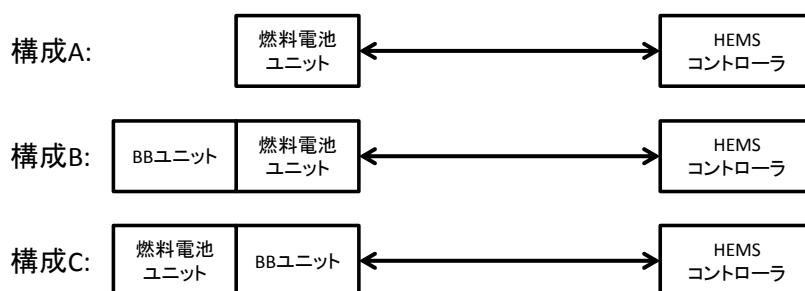 構成A:
燃料電池
ユニット
HEMS
コントローラ
構成B:
BBユニット
燃料電池
ユニット
HEMS
コントローラ
構成C:
燃料電池
ユニット
BBユニット
HEMS
コントローラ